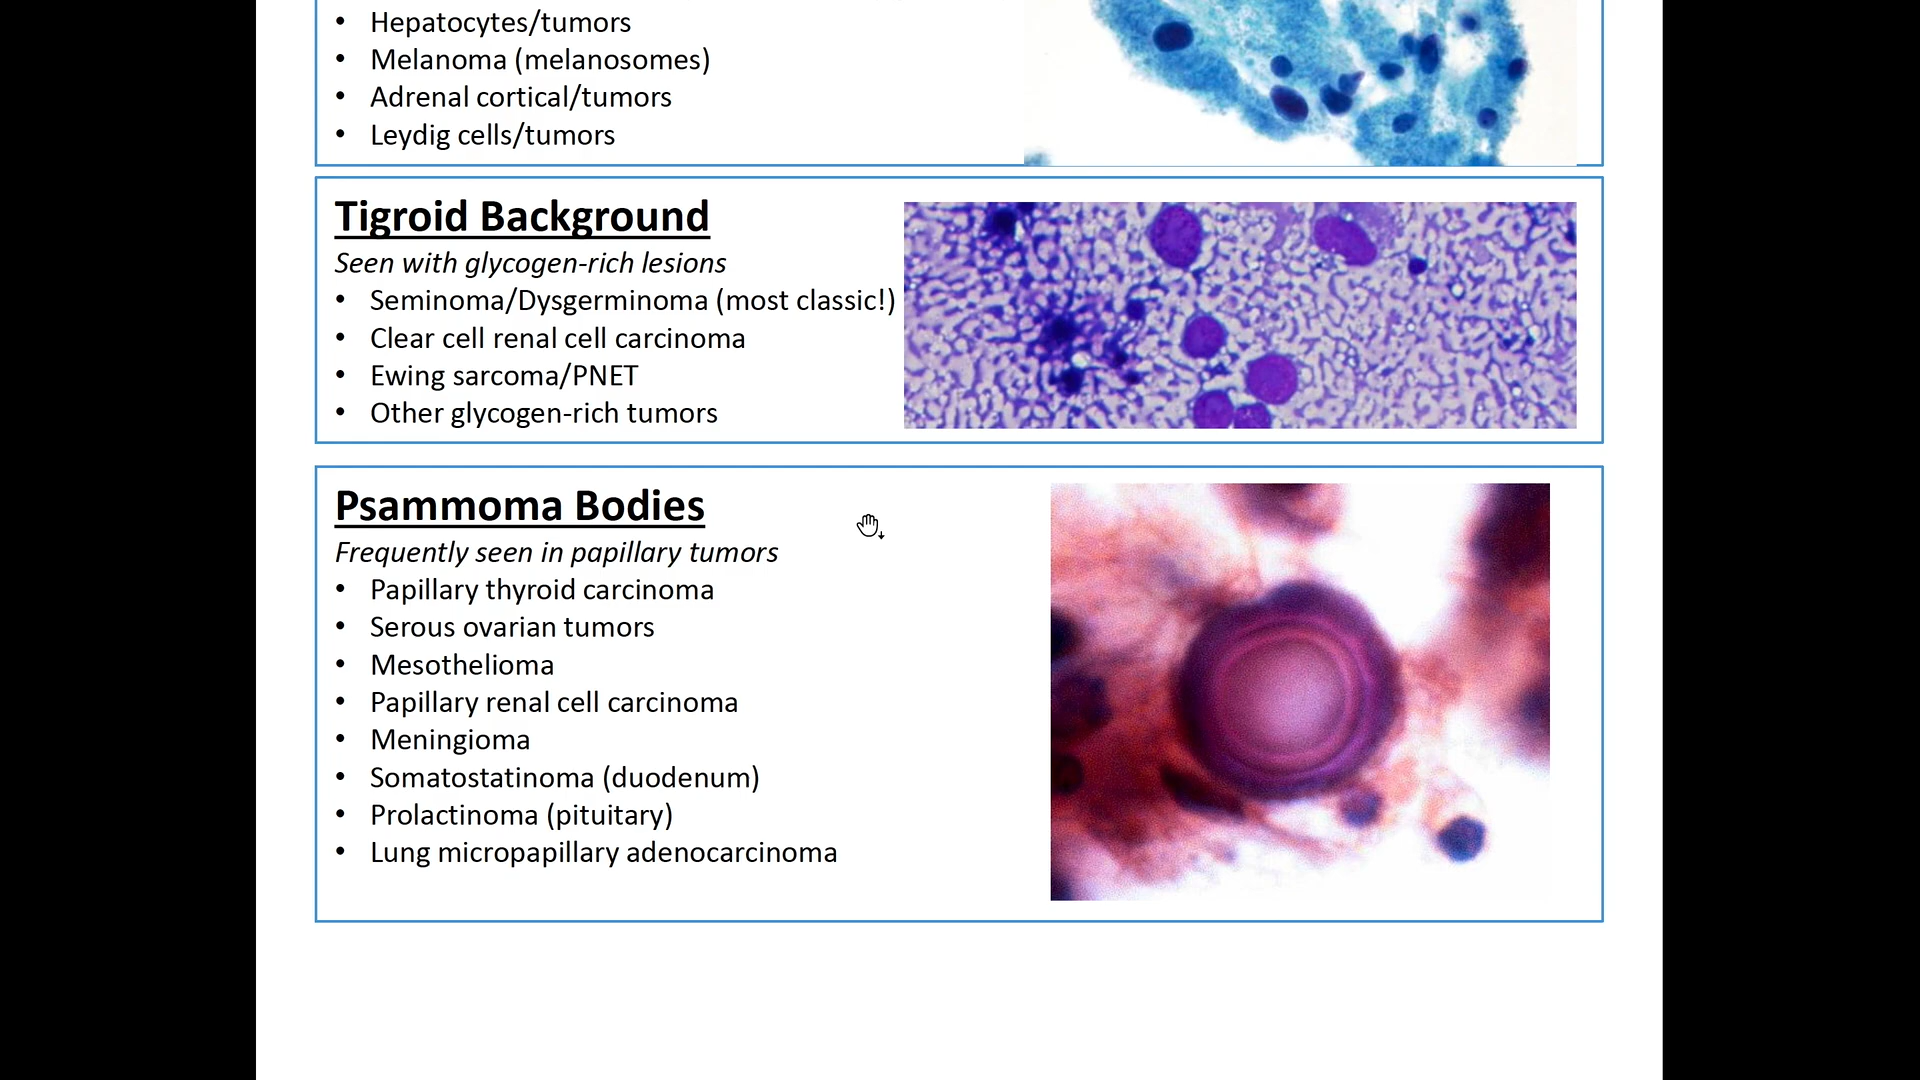 • Hepatocytes/tumors
• Melanoma (melanosomes)
• Adrenal cortical/tumors
• Leydig cells/tumors
Tigroid Background
Seen with glycogen-rich lesions
• Seminoma/Dysgerminoma (most classic!)
• Clear cell renal cell carcinoma
• Ewing sarcoma/PNET
• Other glycogen-rich tumors
Psammoma Bodies
Frequently seen in papillary tumors
• Papillary thyroid carcinoma
• Serous ovarian tumors
• Mesothelioma
• Papillary renal cell carcinoma
• Meningioma
• Somatostatinoma (duodenum)
• Prolactinoma (pituitary)
• Lung micropapillary adenocarcinoma